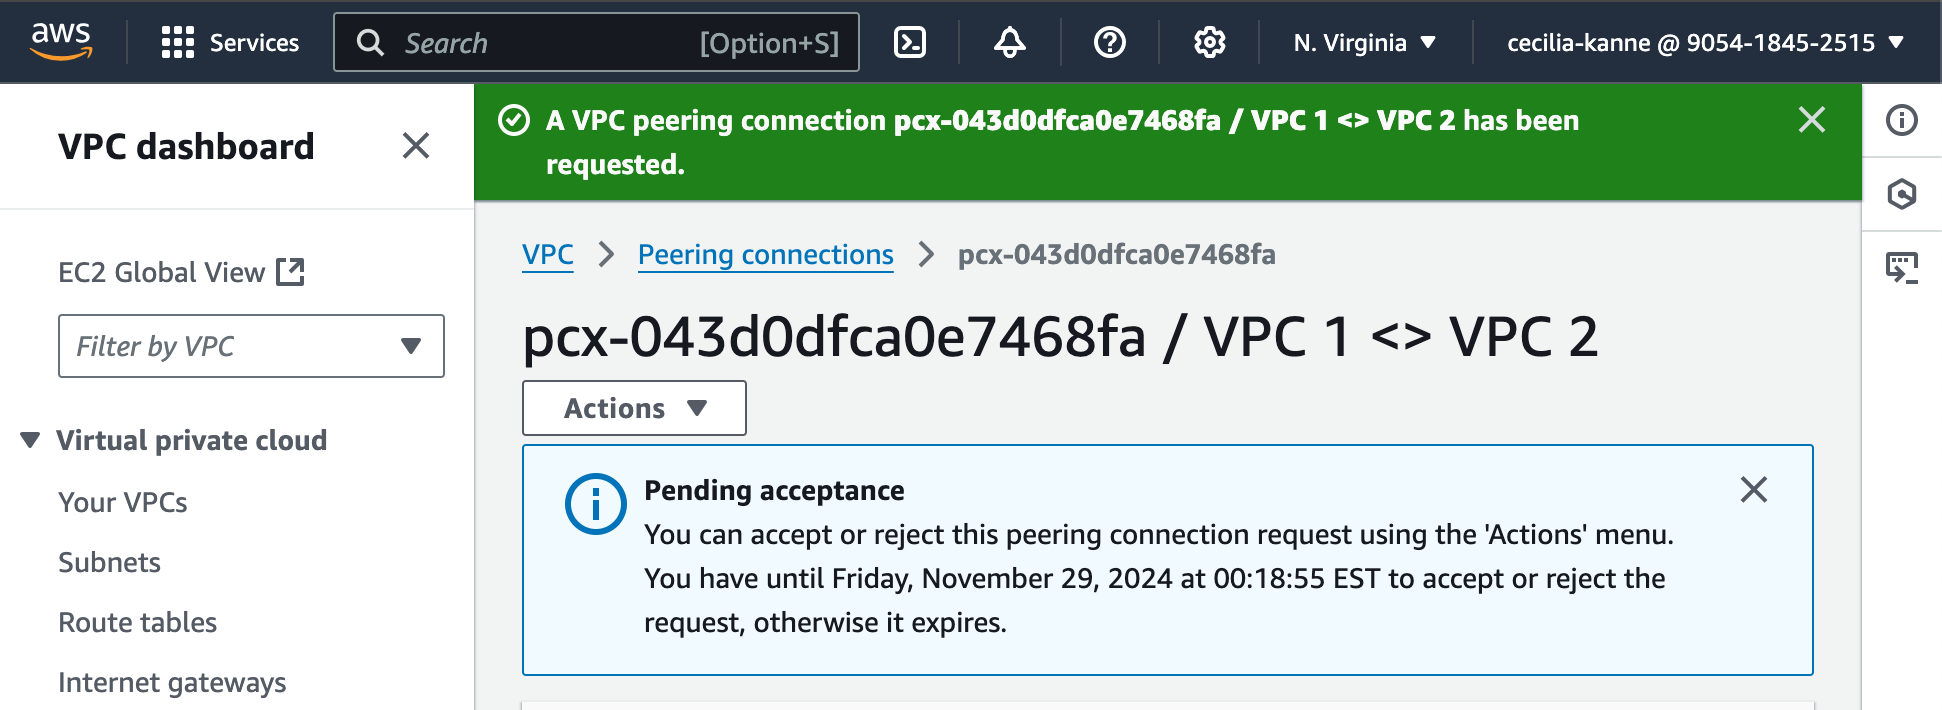 aws
Services
Search [Option+S]
N. Virginia
cecilia-kanne @ 9054-1845-2515
VPC dashboard
EC2 Global View
Filter by VPC
Virtual private cloud
Your VPCs
Subnets
Route tables
Internet gateways
A VPC peering connection pcx-043d0dfca0e7468fa / VPC 1 <> VPC 2 has been
requested.
VPC > Peering connections > pcx-043d0dfca0e7468fa
pcx-043d0dfca0e7468fa / VPC 1 <> VPC 2
Actions
Pending acceptance
You can accept or reject this peering connection request using the 'Actions' menu.
You have until Friday, November 29, 2024 at 00:18:55 EST to accept or reject the
request, otherwise it expires.